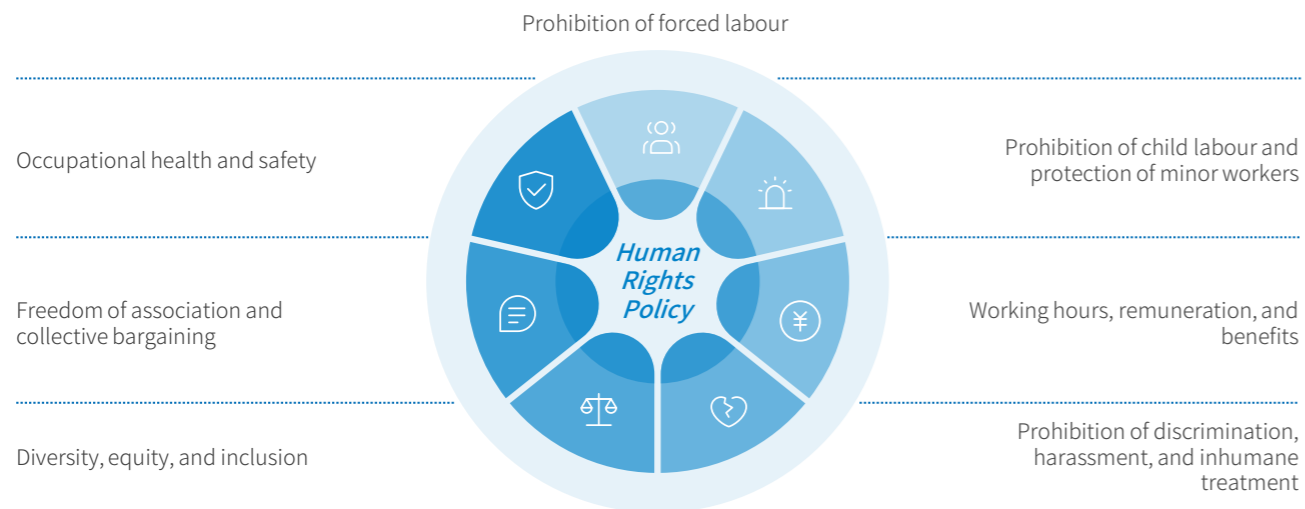 Prohibition of forced labour
Occupational health and safety
Prohibition of child labour and
protection of minor workers
Human
Rights
Policy
Freedom of association and
collective bargaining
Working hours, remuneration, and
benefits
¥
Diversity, equity, and inclusion
Prohibition of discrimination,
harassment, and inhumane
treatment